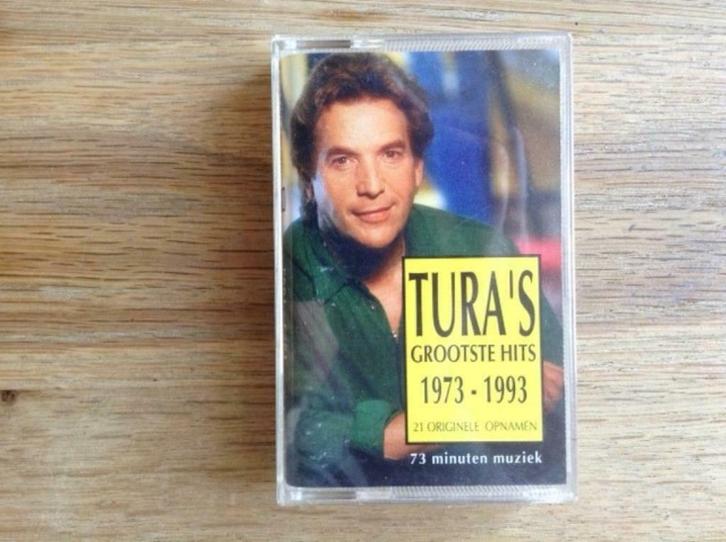 TURA'S
GROOTSTE HITS
1973 - 1993
21 ORIGINELE OPNAMEN
73 minuten muziek